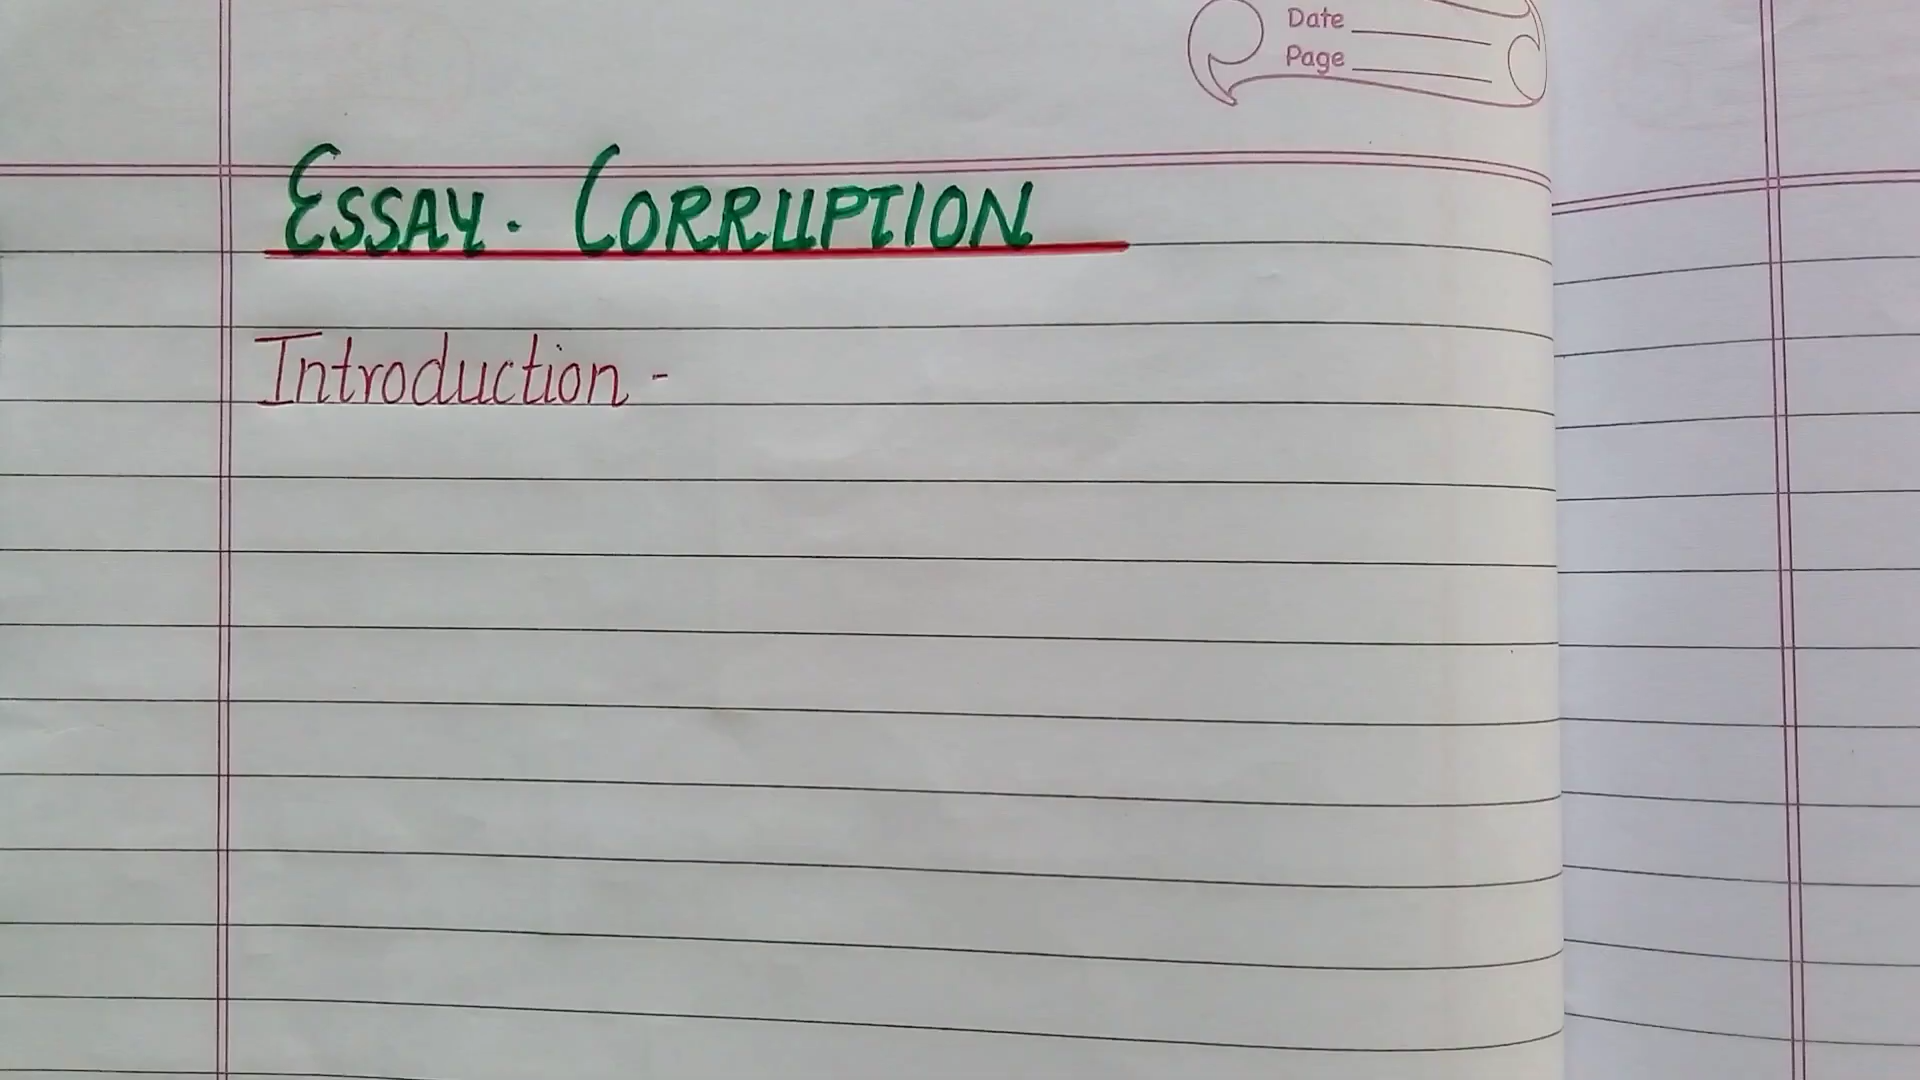 Date
Page
ESSAY. CORRUPTION
Introduction -